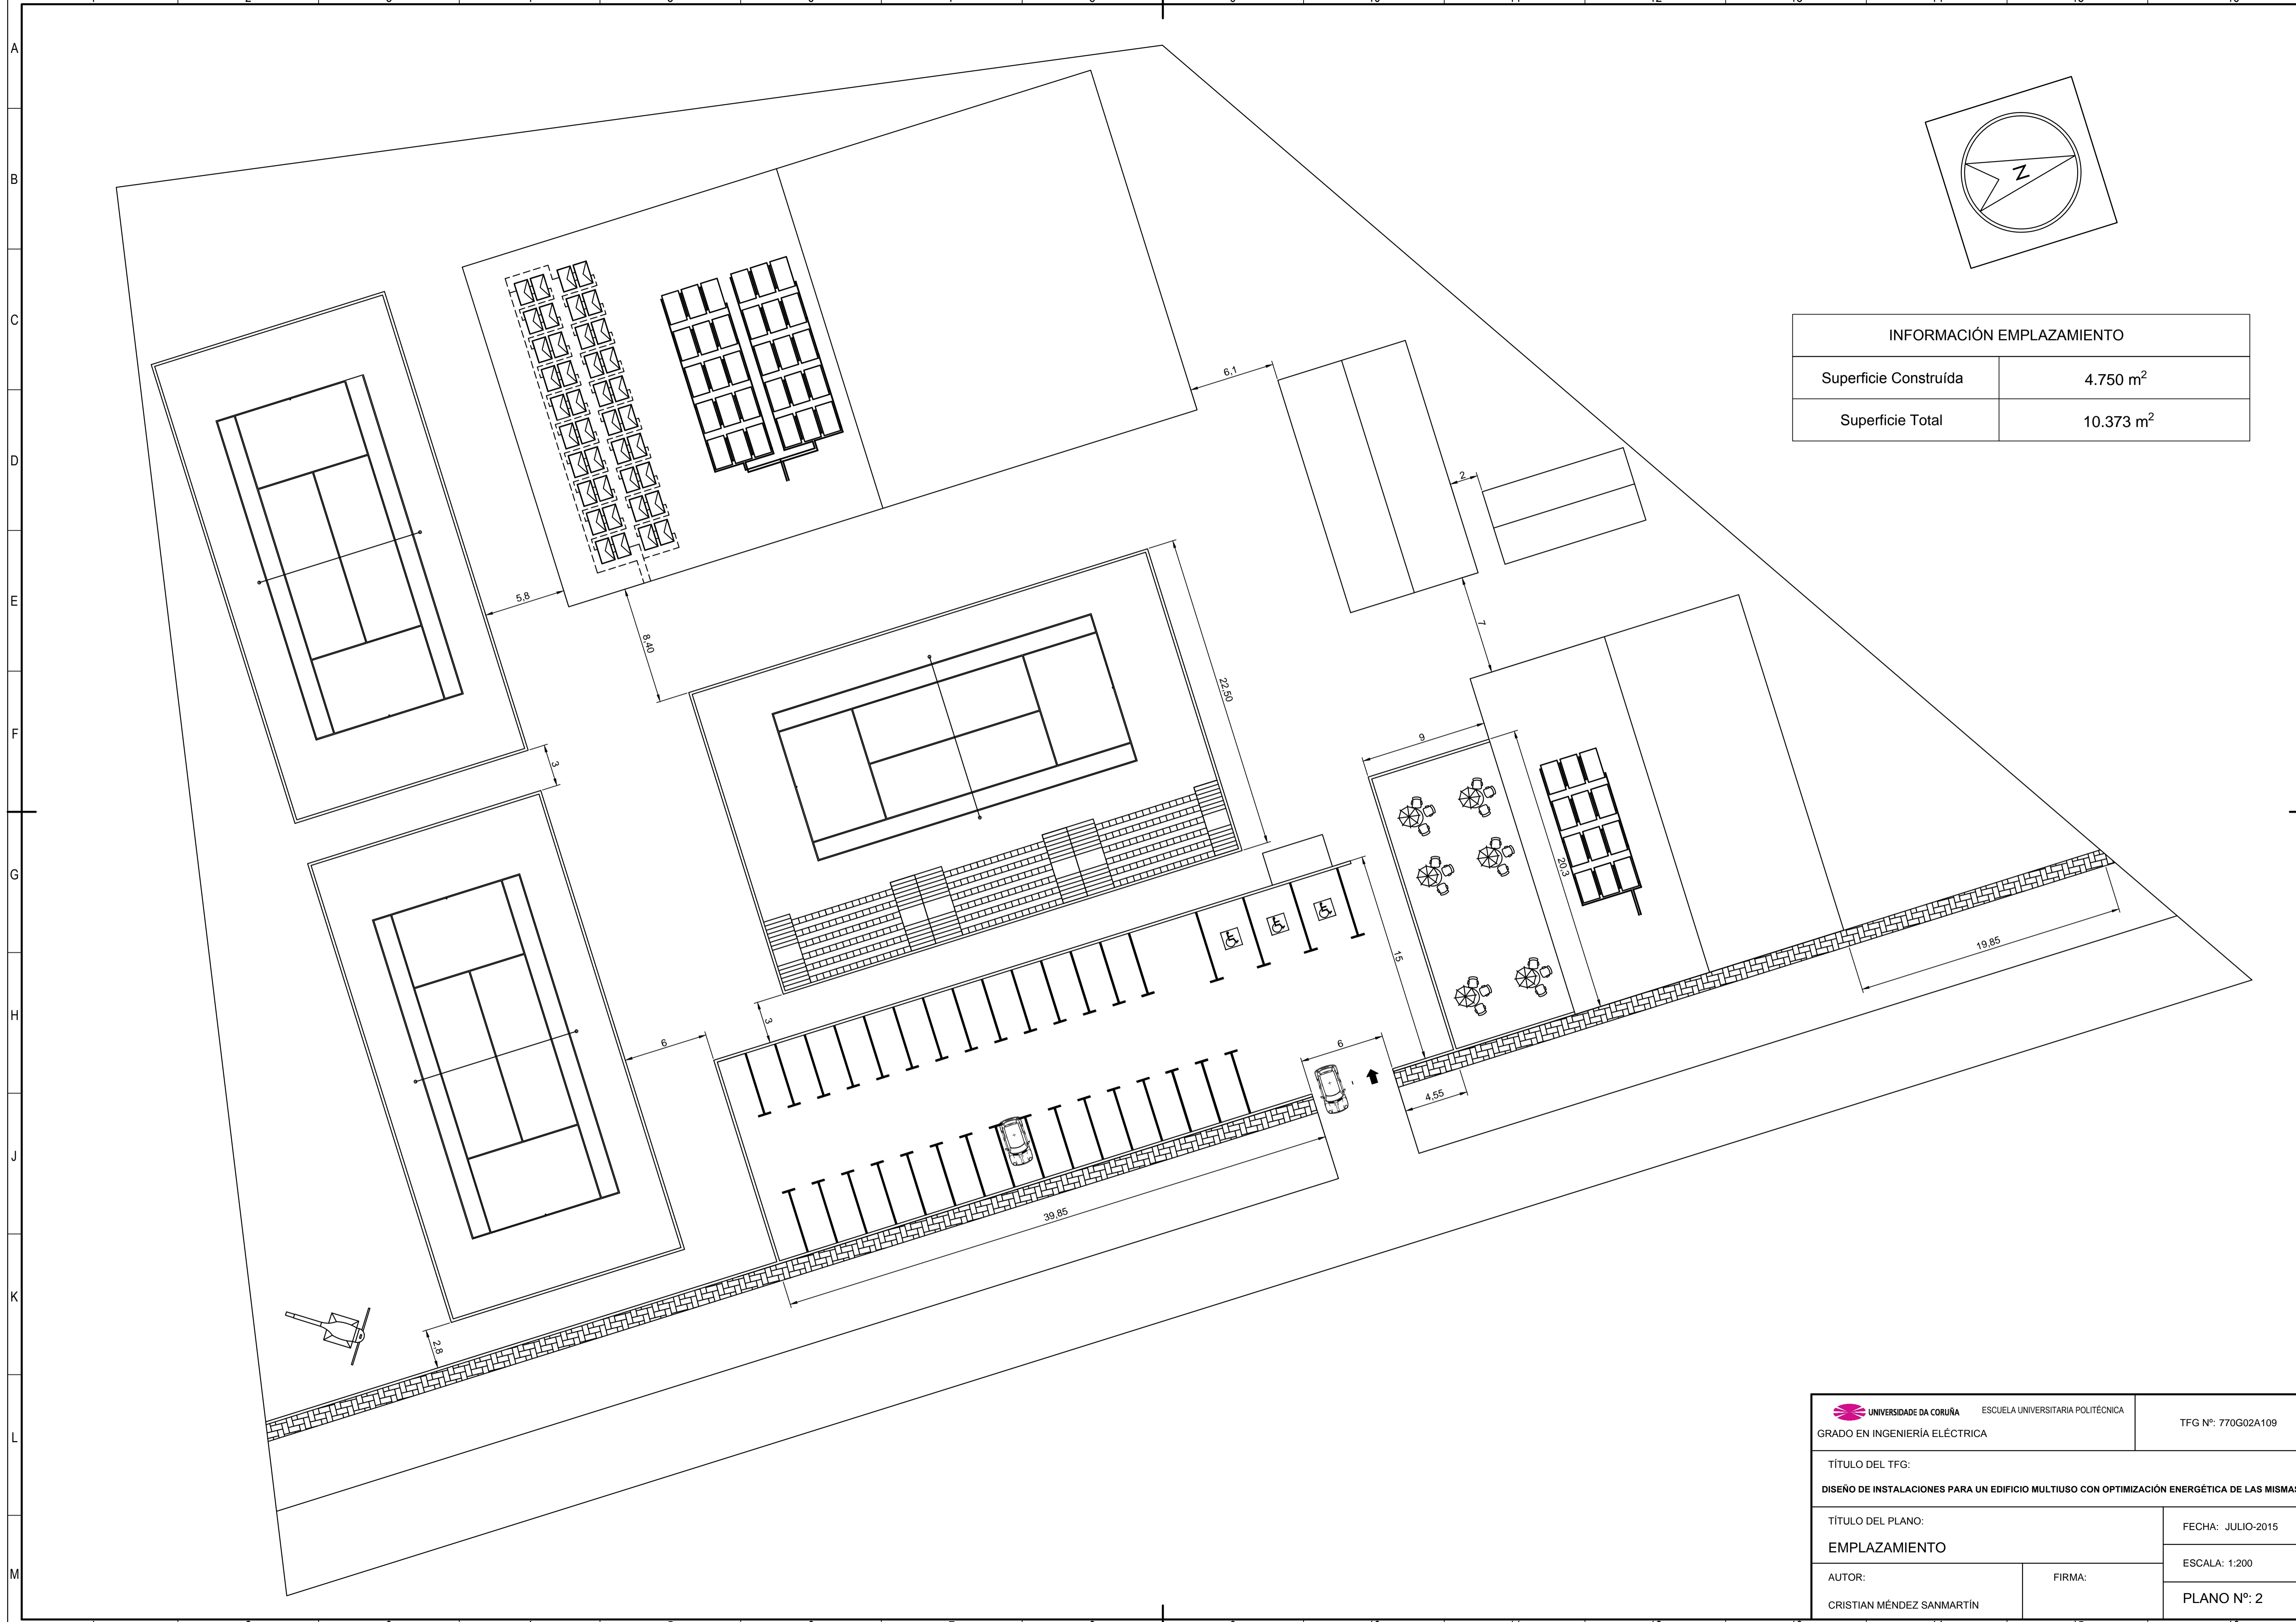 A
B
C
D
E
F
G
H
J
K
L
M
Z
INFORMACIÓN EMPLAZAMIENTO
Superficie Construída 4.750 m²
Superficie Total 10.373 m²
6,1
2
5,8
8,40
7
22,50
9
3
20,3
15
19,85
3
6
6
4,55
39,85
2,8
UNIVERSIDADE DA CORUÑA ESCUELA UNIVERSITARIA POLITÉCNICA
GRADO EN INGENIERÍA ELÉCTRICA
TFG Nº: 770G02A109
TÍTULO DEL TFG:
DISEÑO DE INSTALACIONES PARA UN EDIFICIO MULTIUSO CON OPTIMIZACIÓN ENERGÉTICA DE LAS MISMAS
TÍTULO DEL PLANO:
EMPLAZAMIENTO
FECHA: JULIO-2015
ESCALA: 1:200
AUTOR:
CRISTIAN MÉNDEZ SANMARTÍN
FIRMA:
PLANO Nº: 2